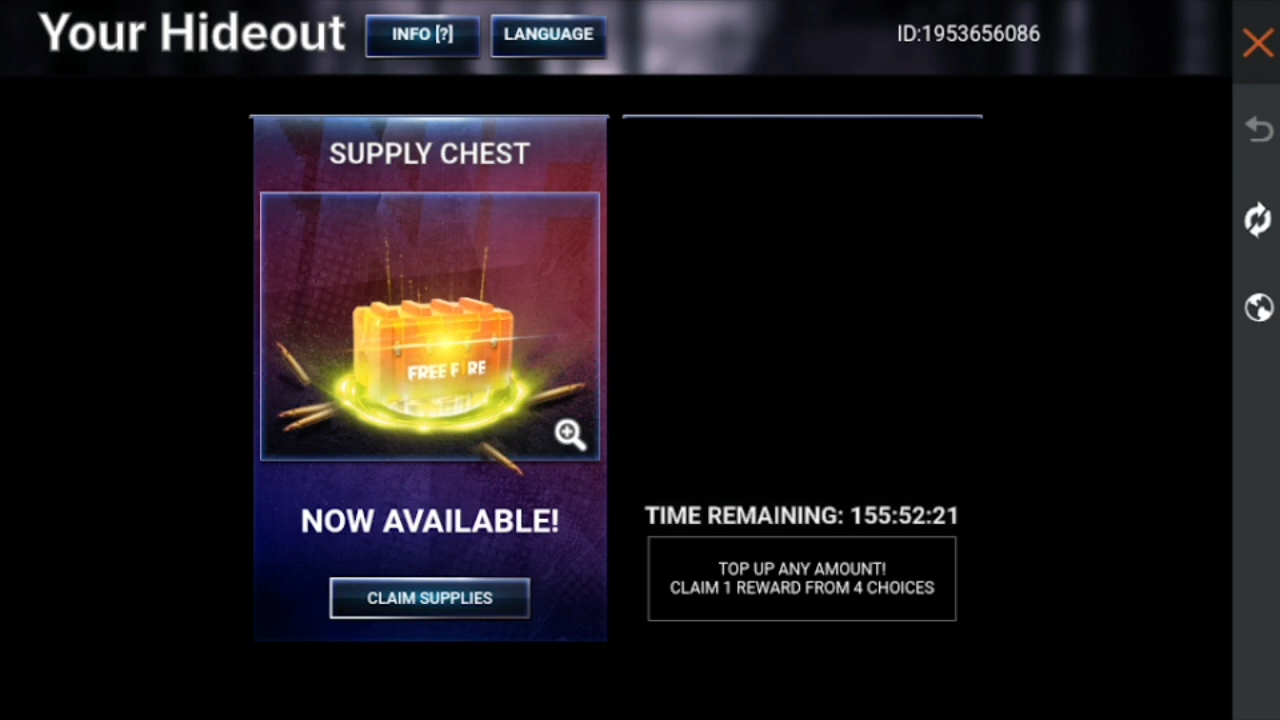 Your Hideout
INFO [?]
LANGUAGE
ID:1953656086
SUPPLY CHEST
FREE FIRE
NOW AVAILABLE!
CLAIM SUPPLIES
TIME REMAINING: 155:52:21
TOP UP ANY AMOUNT!
CLAIM 1 REWARD FROM 4 CHOICES